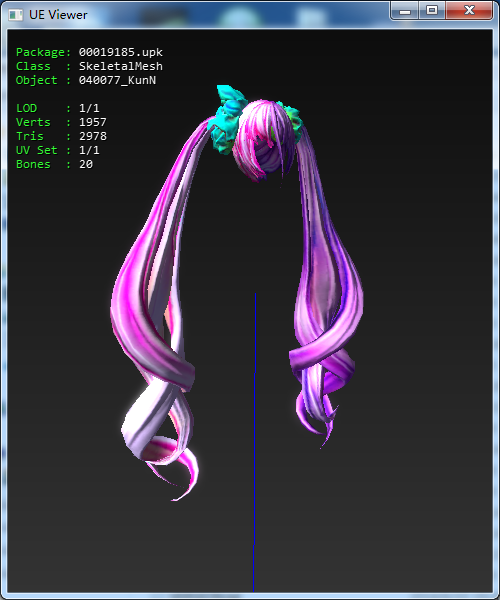 UE Viewer
Package: 00019185.upk
Class : SkeletalMesh
Object : 040077_KunN
LOD : 1/1
Verts : 1957
Tris : 2978
UV Set : 1/1
Bones : 20